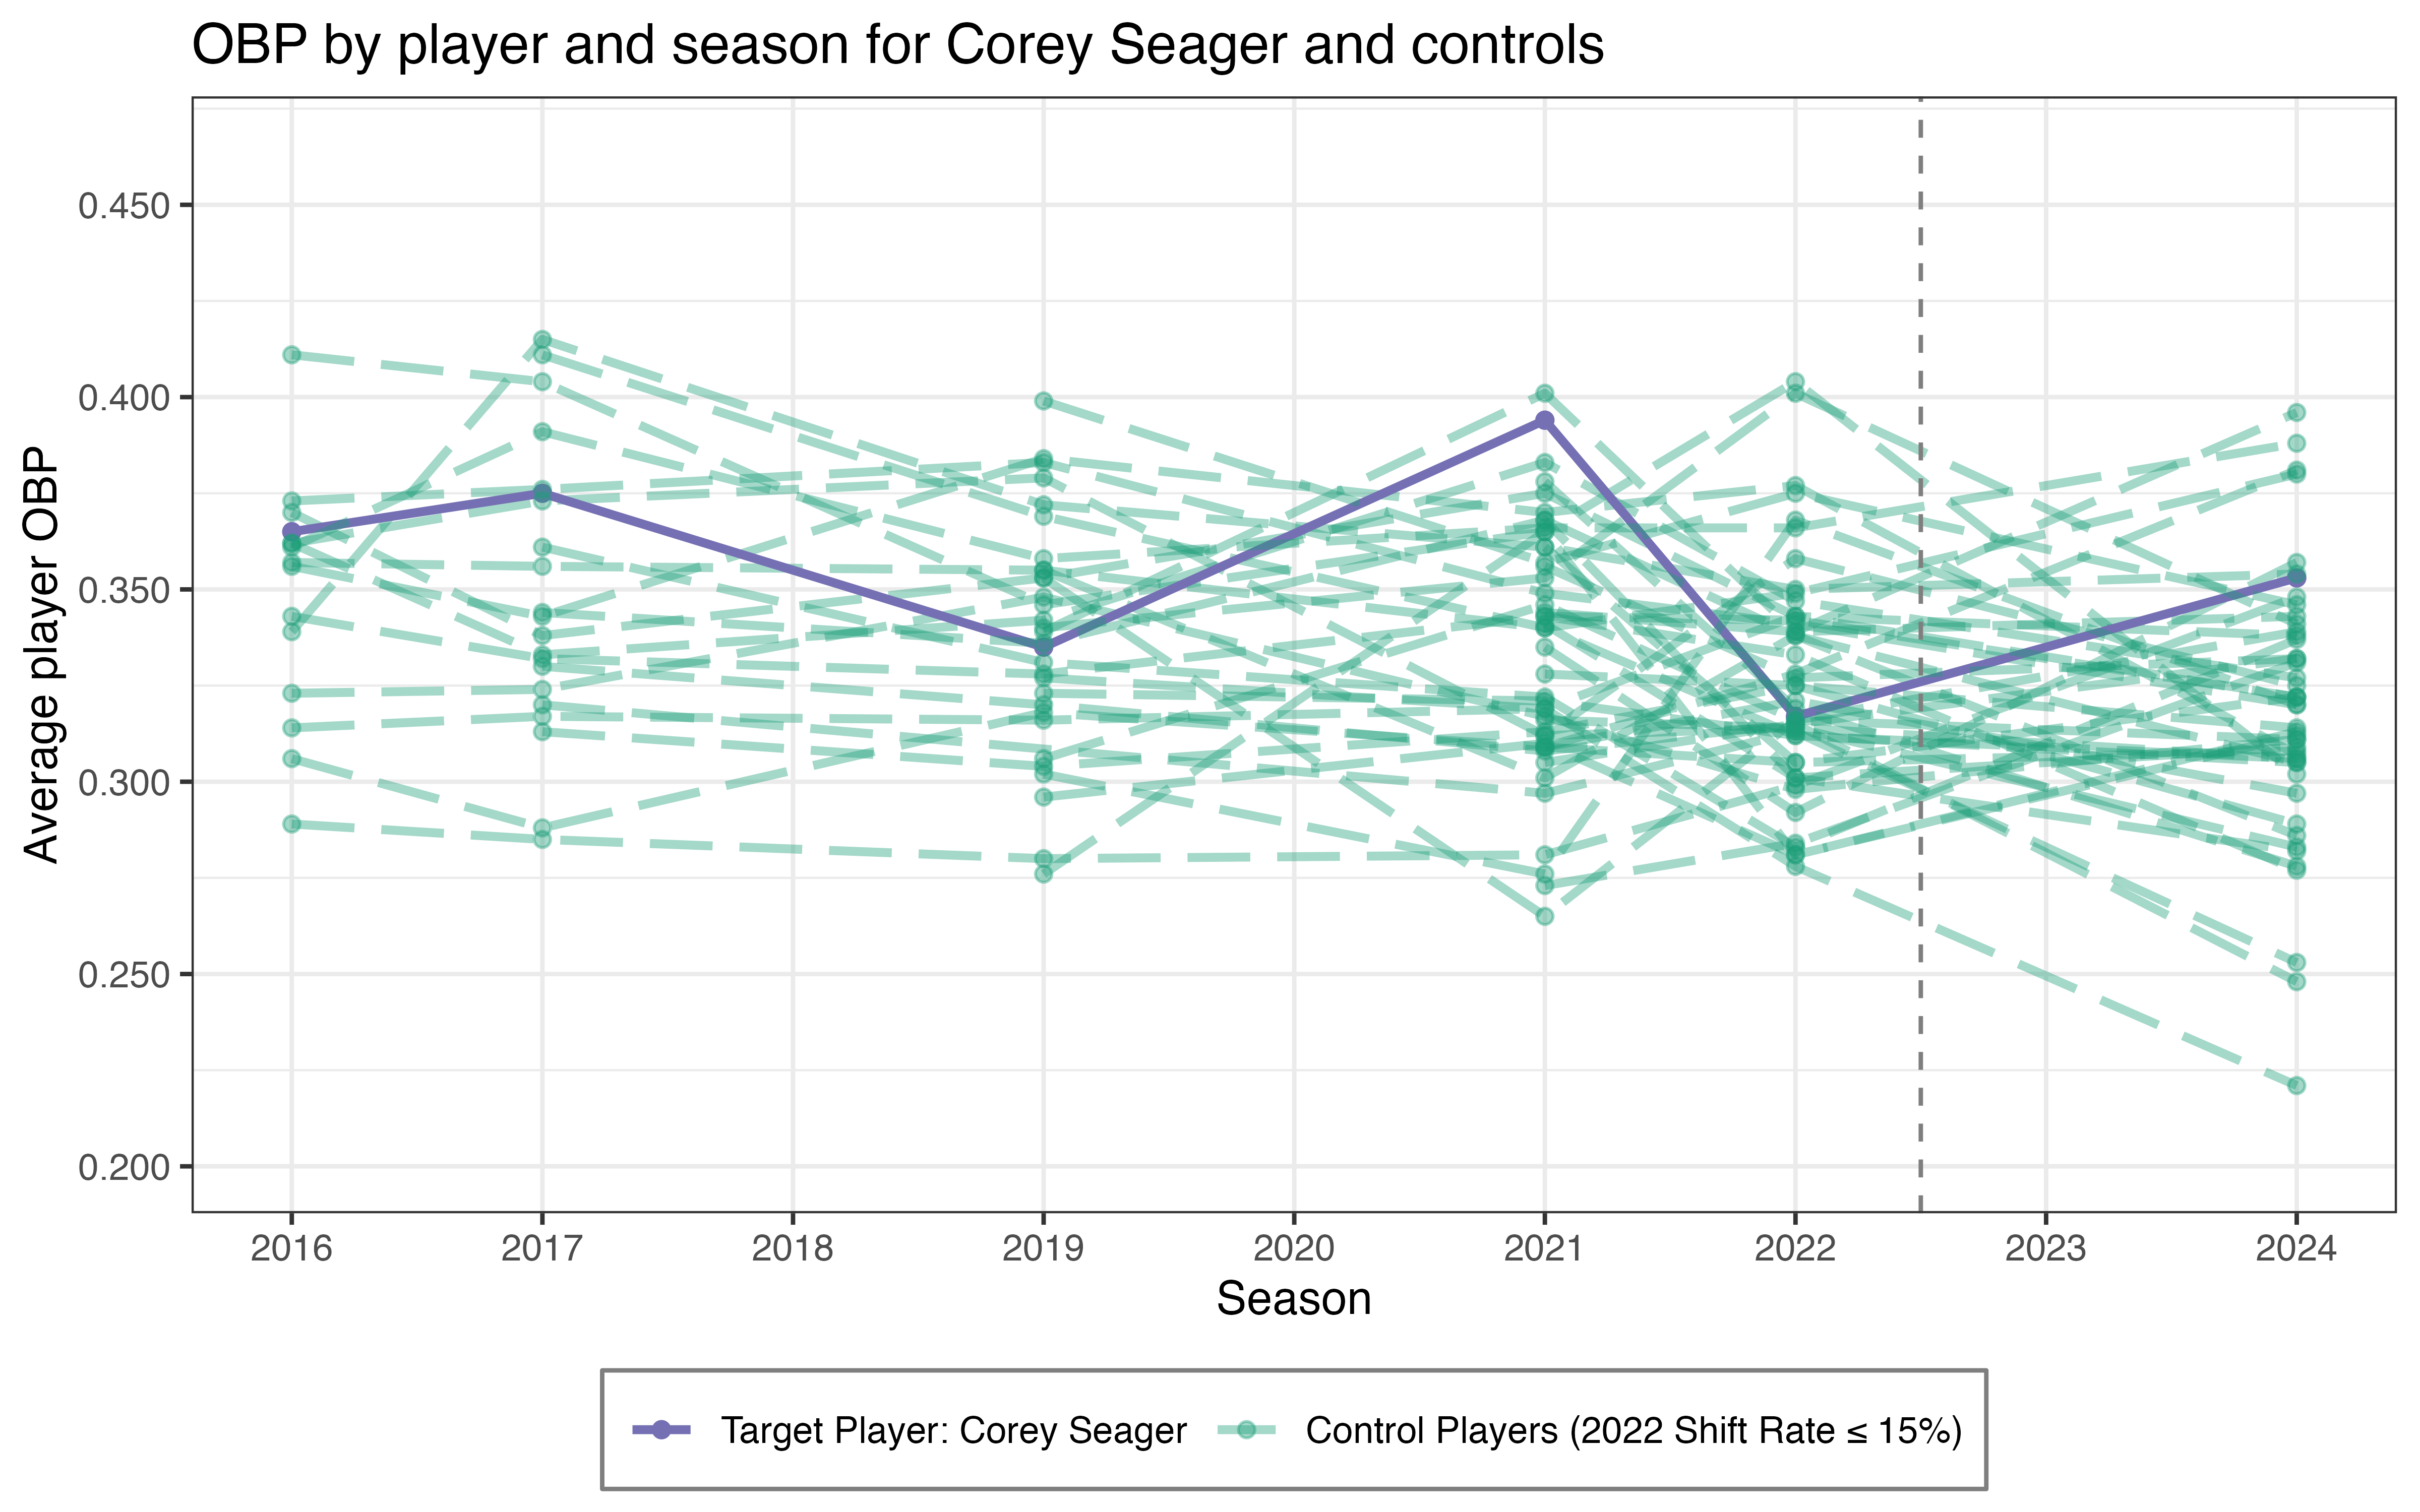 OBP by player and season for Corey Seager and controls
Average player OBP
0.450
0.400
0.350
0.300
0.250
0.200
2016 2017 2018 2019 2020 2021 2022 2023 2024
Season
Target Player: Corey Seager Control Players (2022 Shift Rate ≤ 15%)